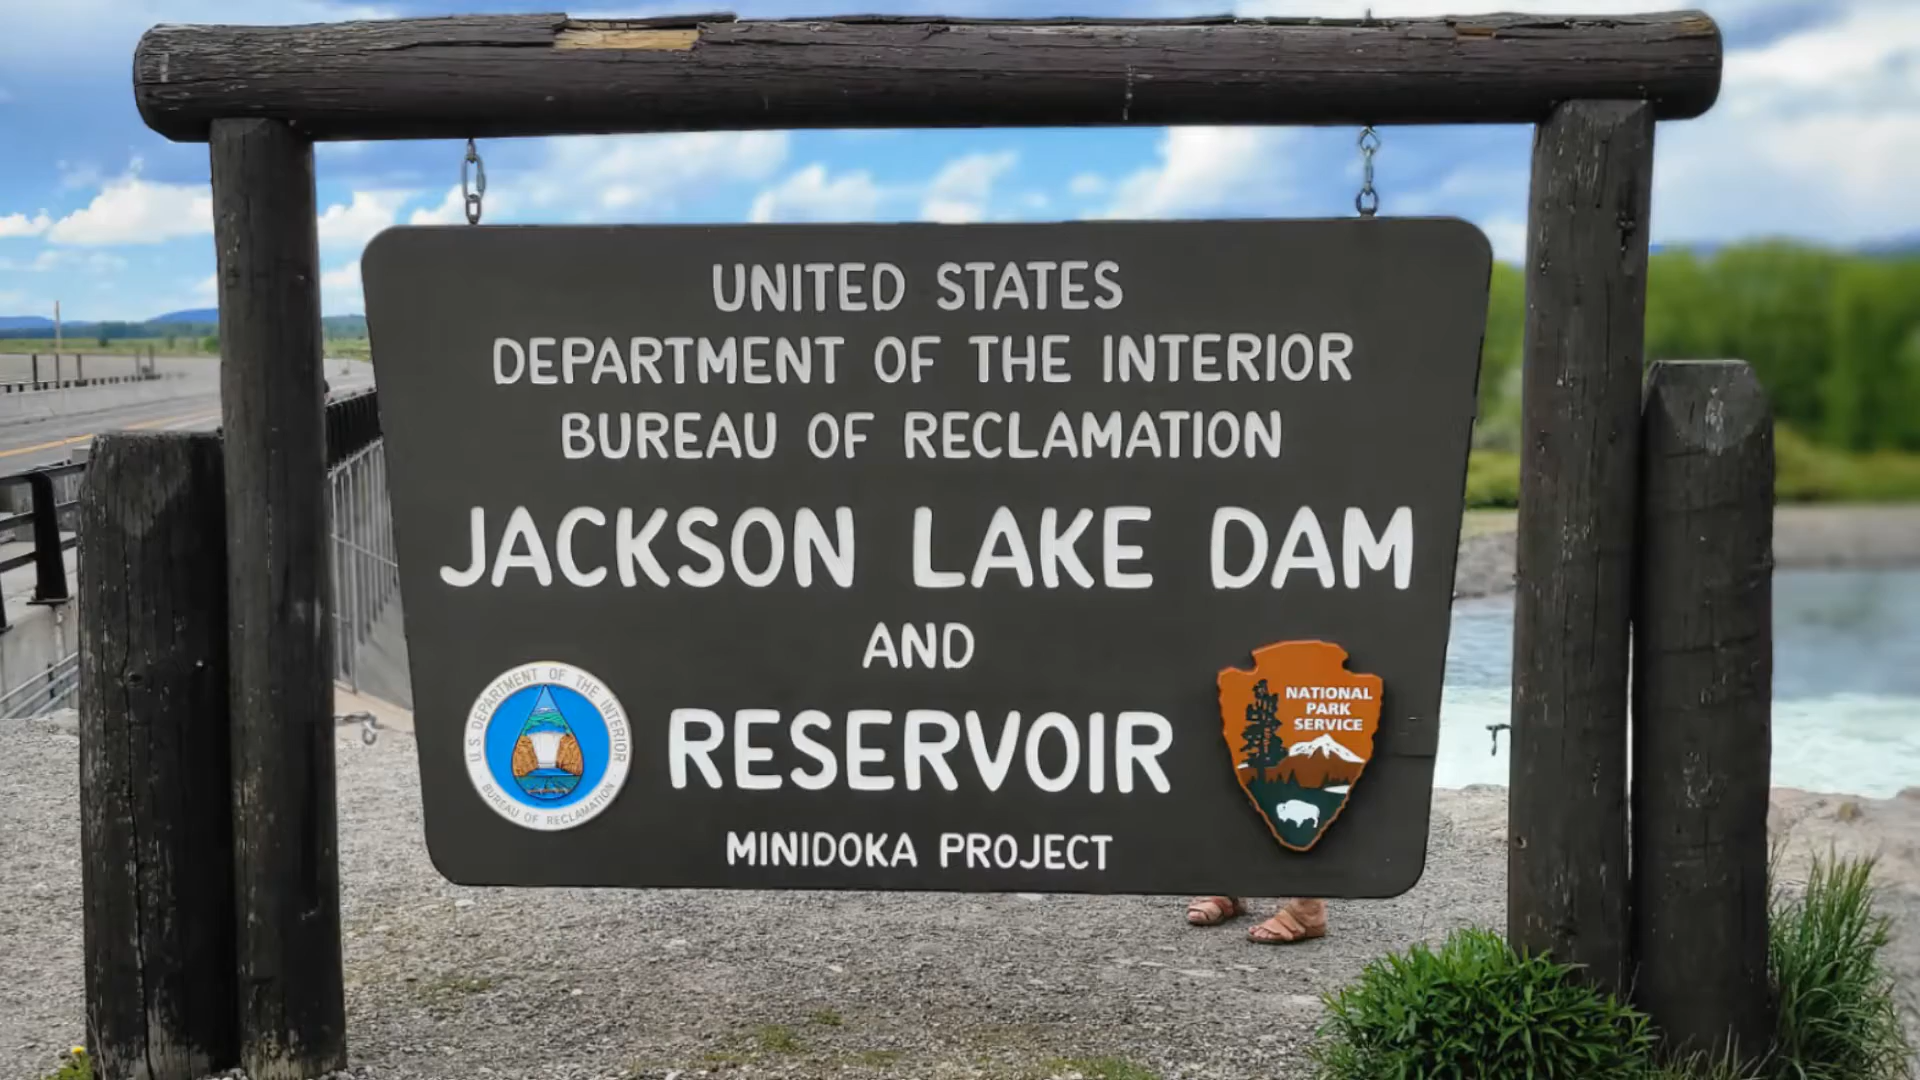 UNITED STATES
DEPARTMENT OF THE INTERIOR
BUREAU OF RECLAMATION
JACKSON LAKE DAM
AND
RESERVOIR
MINIDOKA PROJECT
U.S. DEPARTMENT OF THE INTERIOR
BUREAU OF RECLAMATION
NATIONAL
PARK
SERVICE